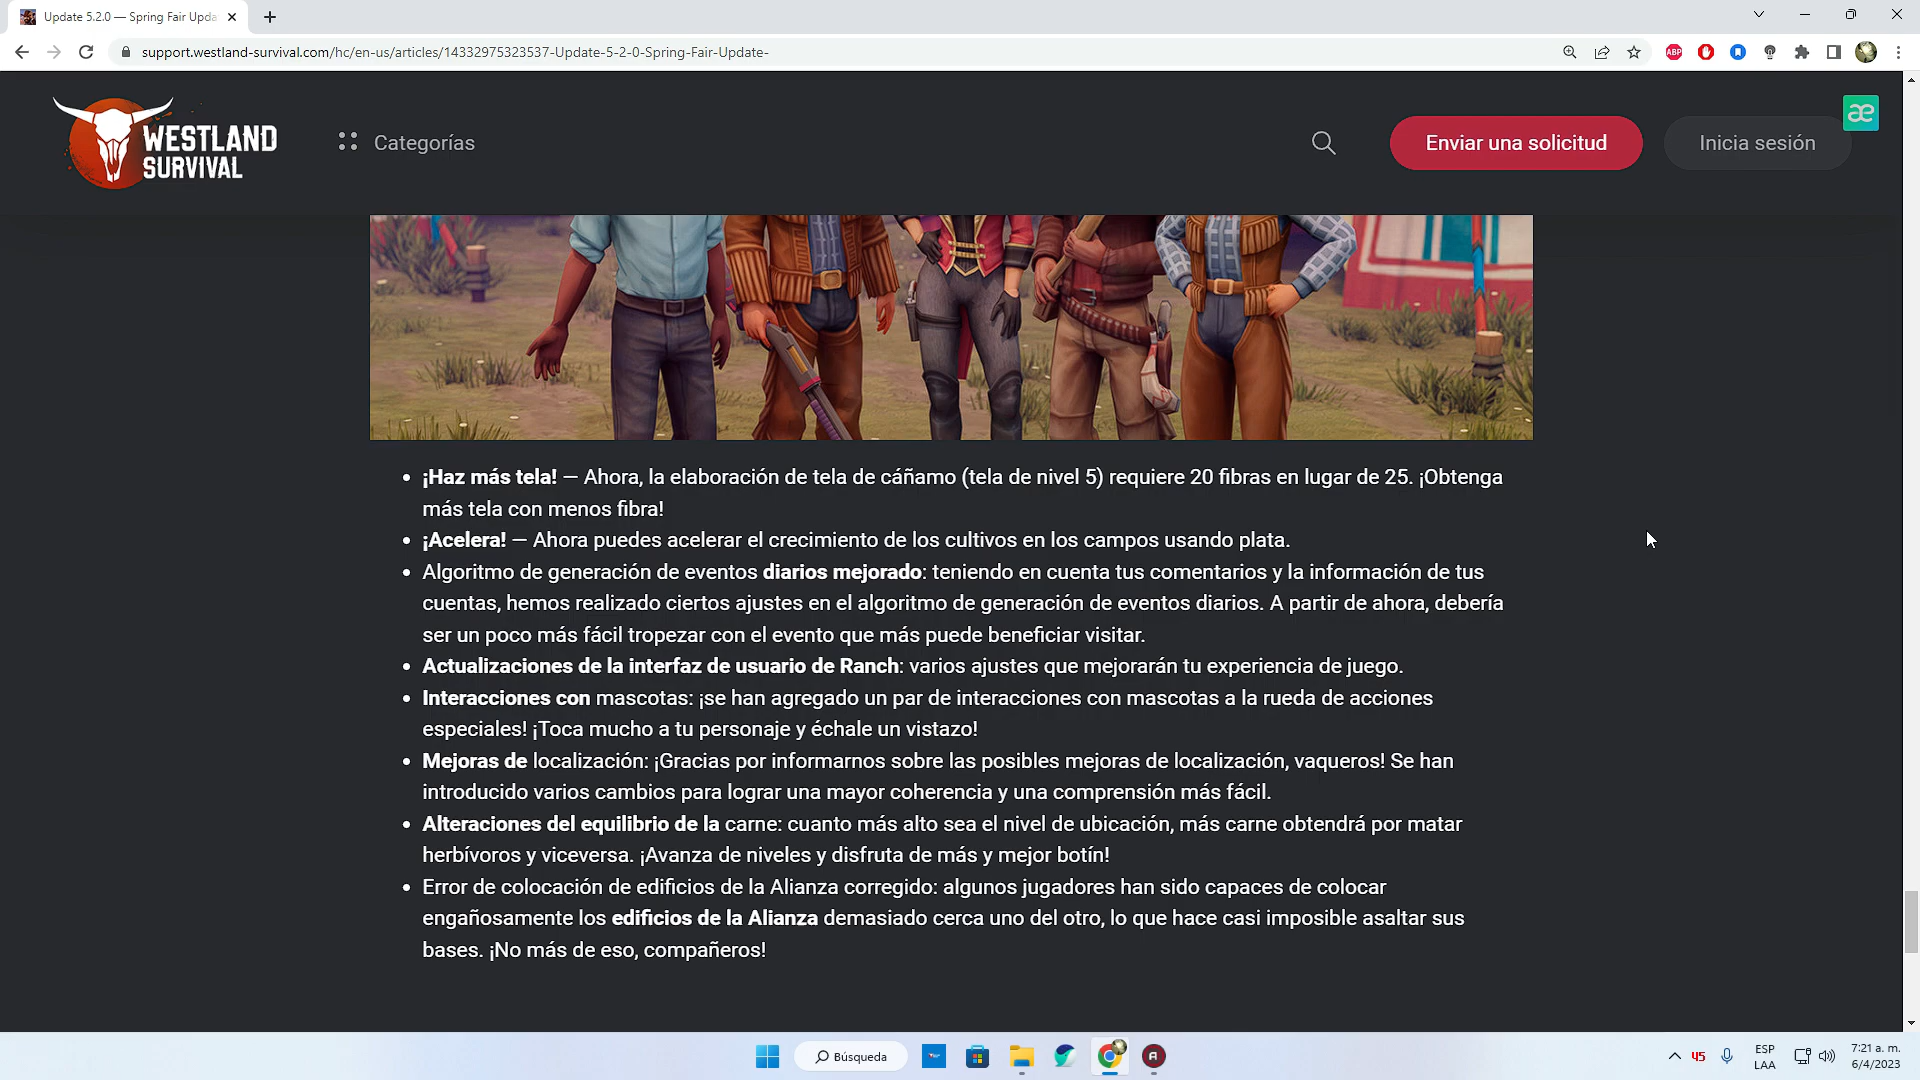 Update 5.2.0 — Spring Fair Upda
support.westland-survival.com/hc/en-us/articles/14332975323537-Update-5-2-0-Spring-Fair-Update-
ABP
WESTLAND
SURVIVAL
Categorías
Enviar una solicitud
Inicia sesión
æ
¡Haz más tela! — Ahora, la elaboración de tela de cáñamo (tela de nivel 5) requiere 20 fibras en lugar de 25. ¡Obtenga
más tela con menos fibra!
¡Acelera! — Ahora puedes acelerar el crecimiento de los cultivos en los campos usando plata.
Algoritmo de generación de eventos diarios mejorado: teniendo en cuenta tus comentarios y la información de tus
cuentas, hemos realizado ciertos ajustes en el algoritmo de generación de eventos diarios. A partir de ahora, debería
ser un poco más fácil tropezar con el evento que más puede beneficiar visitar.
Actualizaciones de la interfaz de usuario de Ranch: varios ajustes que mejorarán tu experiencia de juego.
Interacciones con mascotas: ¡se han agregado un par de interacciones con mascotas a la rueda de acciones
especiales! ¡Toca mucho a tu personaje y échale un vistazo!
Mejoras de localización: ¡Gracias por informarnos sobre las posibles mejoras de localización, vaqueros! Se han
introducido varios cambios para lograr una mayor coherencia y una comprensión más fácil.
Alteraciones del equilibrio de la carne: cuanto más alto sea el nivel de ubicación, más carne obtendrá por matar
herbívoros y viceversa. ¡Avanza de niveles y disfruta de más y mejor botín!
Error de colocación de edificios de la Alianza corregido: algunos jugadores han sido capaces de colocar
engañosamente los edificios de la Alianza demasiado cerca uno del otro, lo que hace casi imposible asaltar sus
bases. ¡No más de eso, compañeros!
Búsqueda
45
ESP
LAA
7:21 a. m.
6/4/2023